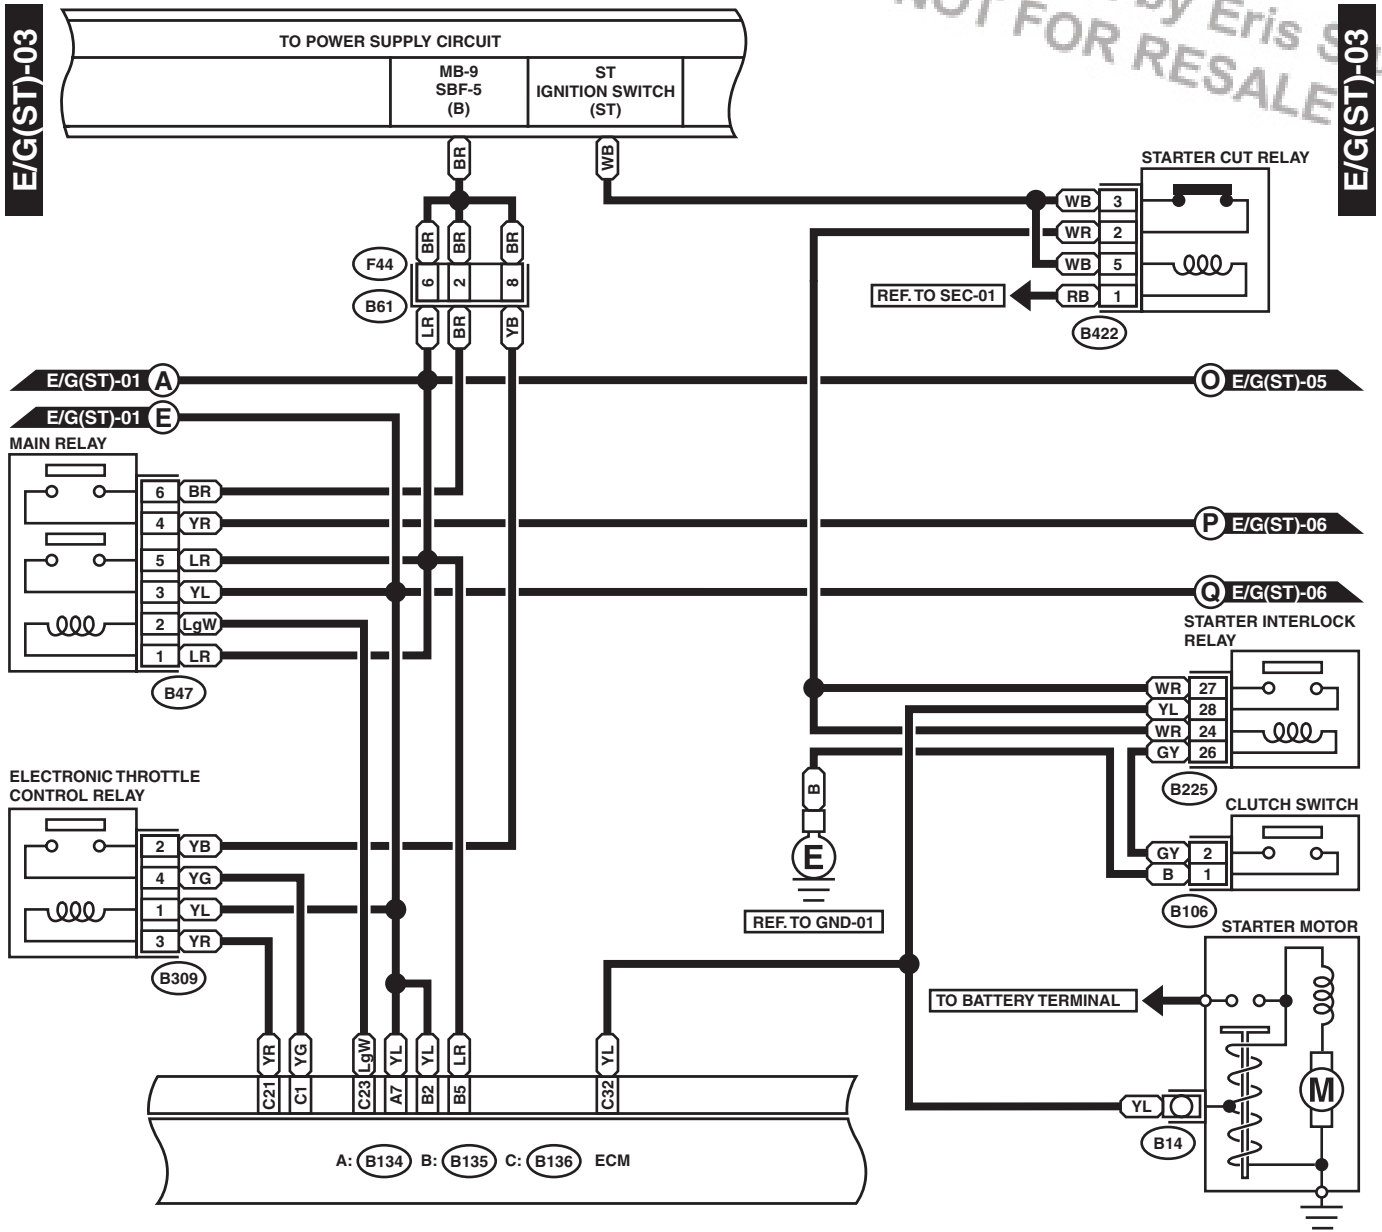 E/G(ST)-03
by Eris
NOT FOR RESALE
E/G(ST)-03
TO POWER SUPPLY CIRCUIT
MB-9
SBF-5
(B)
ST
IGNITION SWITCH
(ST)
BR
WB
STARTER CUT RELAY
WB 3
WR 2
WB 5
RB 1
REF. TO SEC-01
B422
BR BR BR
F44
6 2 8
B61
LR BR YB
E/G(ST)-01 A
O E/G(ST)-05
E/G(ST)-01 E
MAIN RELAY
6 BR
4 YR
P E/G(ST)-06
5 LR
3 YL
Q E/G(ST)-06
2 LgW
1 LR
B47
STARTER INTERLOCK
RELAY
WR 27
YL 28
WR 24
GY 26
B225
B
E
REF. TO GND-01
CLUTCH SWITCH
GY 2
B 1
B106
ELECTRONIC THROTTLE
CONTROL RELAY
2 YB
4 YG
1 YL
3 YR
B309
STARTER MOTOR
TO BATTERY TERMINAL
M
YL
B14
YR YG LgW YL YL LR YL
C21 C1 C23 A7 B2 B5 C32
A: B134 B: B135 C: B136 ECM